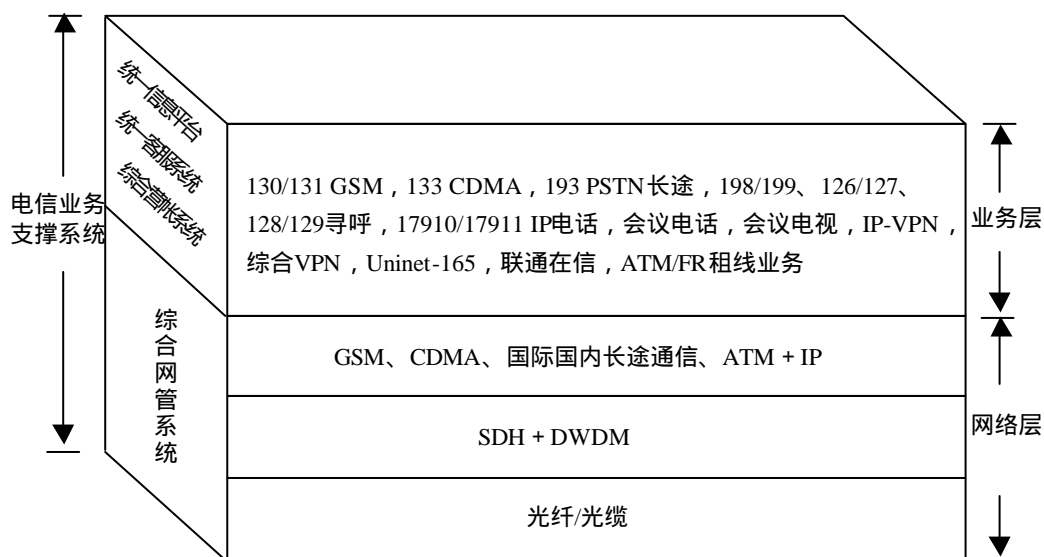 统一信息平台
统一客服系统
综合营帐系统
电信业务
支撑系统
130/131 GSM，133 CDMA，193 PSTN长途，198/199、126/127、
128/129寻呼，17910/17911 IP电话，会议电话，会议电视，IP-VPN，
综合VPN，Uninet-165，联通在信，ATM/FR租线业务
业务层
综合网管系统
GSM、CDMA、国际国内长途通信、ATM + IP
SDH + DWDM
网络层
光纤/光缆